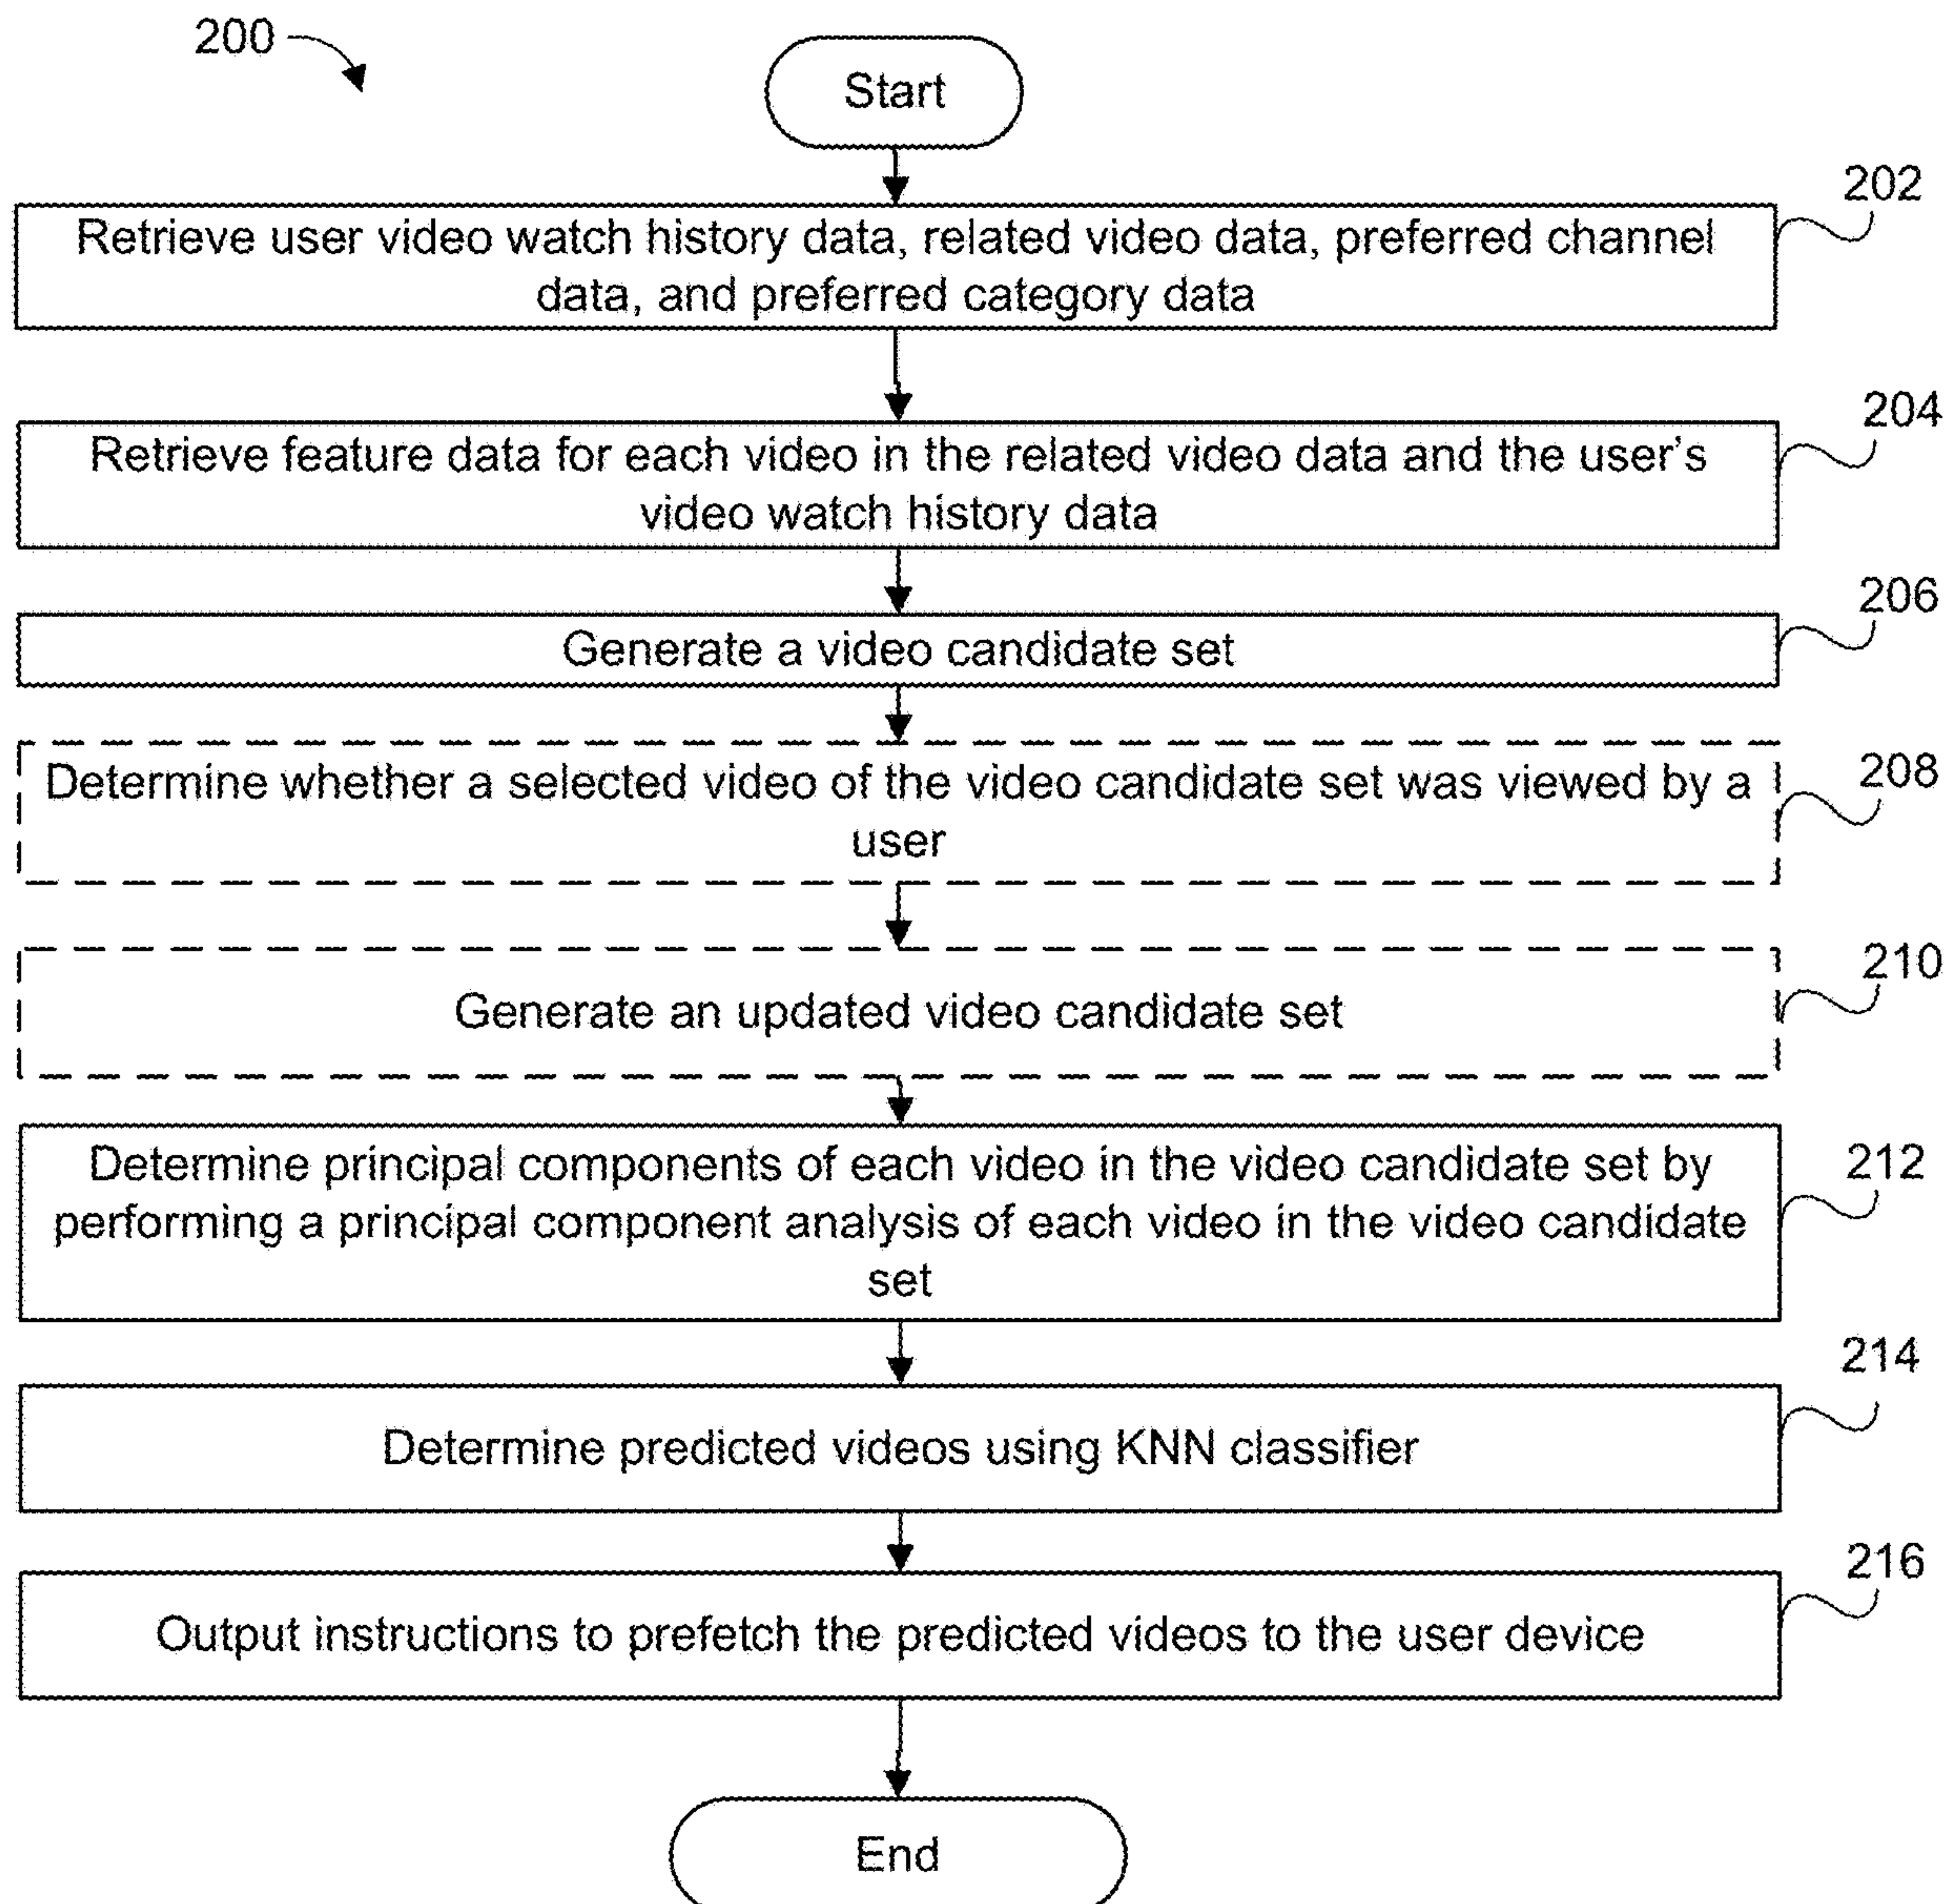 200
Start
202
Retrieve user video watch history data, related video data, preferred channel
data, and preferred category data
204
Retrieve feature data for each video in the related video data and the user's
video watch history data
206
Generate a video candidate set
208
Determine whether a selected video of the video candidate set was viewed by a
user
210
Generate an updated video candidate set
212
Determine principal components of each video in the video candidate set by
performing a principal component analysis of each video in the video candidate
set
214
Determine predicted videos using KNN classifier
216
Output instructions to prefetch the predicted videos to the user device
End